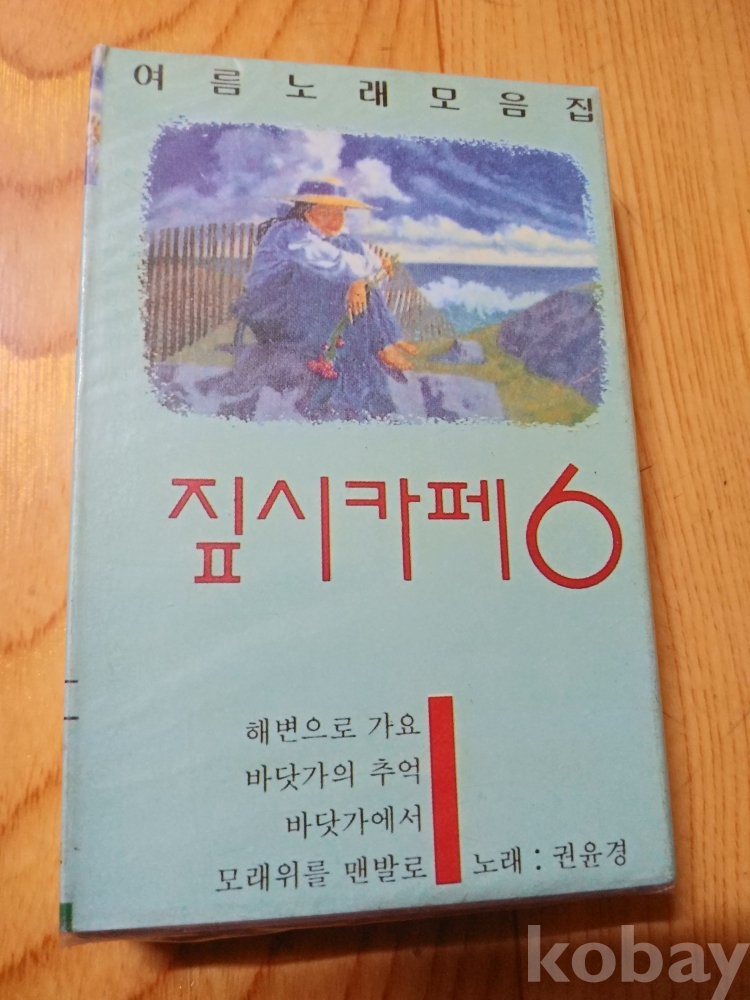 여름노래모음집
짚시카페6
해변으로 가요
바닷가의 추억
바닷가에서
모래위를 맨발로
노래 : 권윤경
kobay